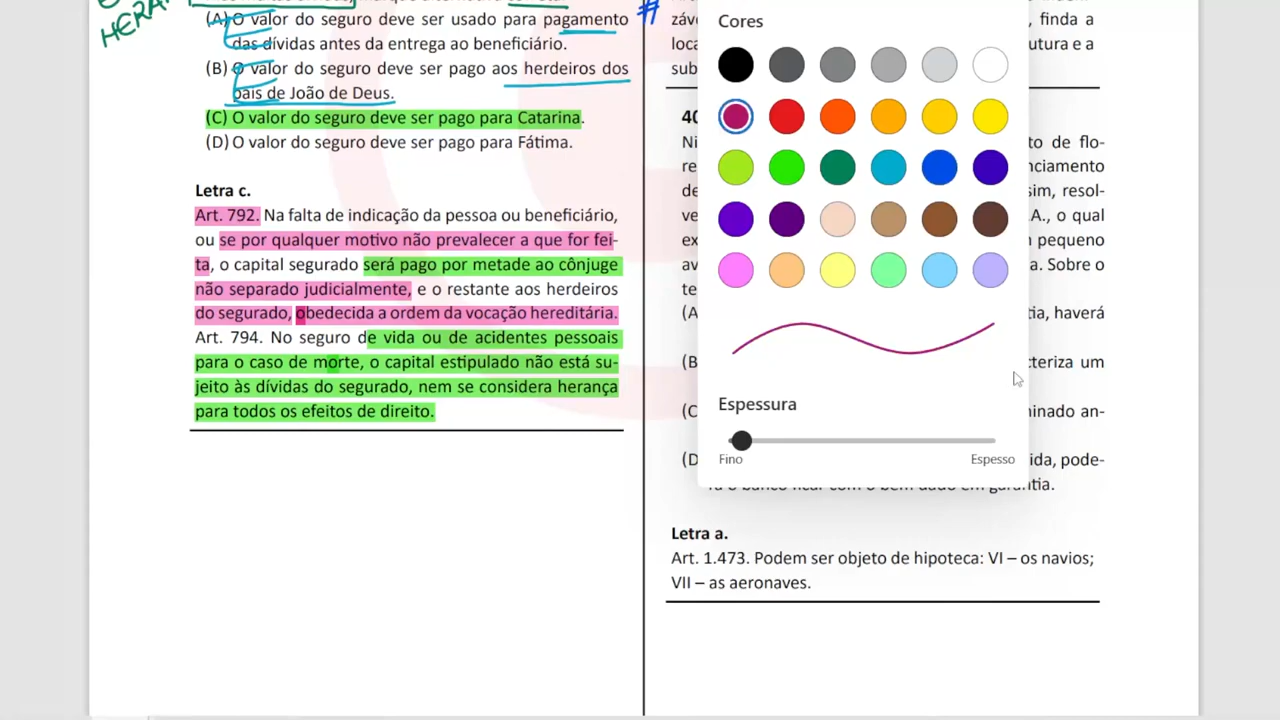 HERA
(A) O valor do seguro deve ser usado para pagamento
das dívidas antes da entrega ao beneficiário.
(B) O valor do seguro deve ser pago aos herdeiros dos
pais de João de Deus.
(C) O valor do seguro deve ser pago para Catarina.
(D) O valor do seguro deve ser pago para Fátima.
Letra c.
Art. 792. Na falta de indicação da pessoa ou beneficiário,
ou se por qualquer motivo não prevalecer a que for fei-
ta, o capital segurado será pago por metade ao cônjuge
não separado judicialmente, e o restante aos herdeiros
do segurado, obedecida a ordem da vocação hereditária.
Art. 794. No seguro de vida ou de acidentes pessoais
para o caso de morte, o capital estipulado não está su-
jeito às dívidas do segurado, nem se considera herança
para todos os efeitos de direito.
#
záve
, finda a
loca
utura e a
sub
40
Ni
to de flo-
re
nciamento
de
sim, resol-
ve
A., o qual
ex
pequeno
av
a. Sobre o
te
(A
ia, haverá
(B
cteriza um
(C
ninado an-
(D
ida, pode-
rá o banco ficar com o bem dado em garantia.
Letra a.
Art. 1.473. Podem ser objeto de hipoteca: VI – os navios;
VII – as aeronaves.
Cores
Espessura
Fino
Espesso